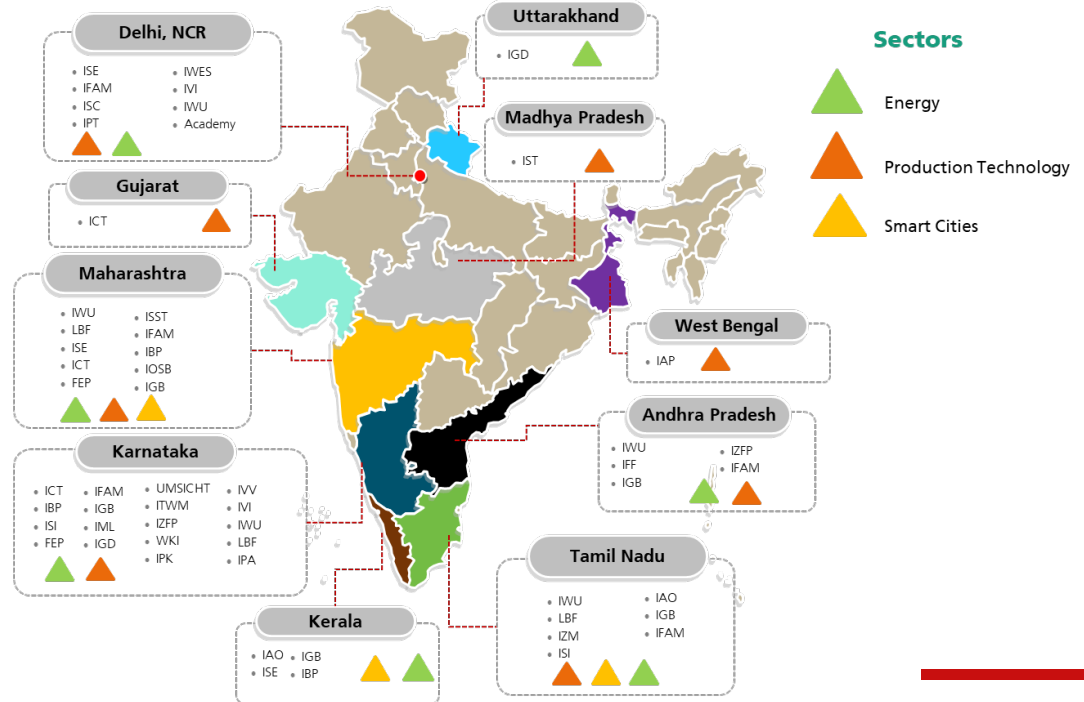 Delhi, NCR
• ISE
• IFAM
• ISC
• IPT
• IWES
• IVI
• IWU
• Academy
Uttarakhand
• IGD
Sectors
Energy
Production Technology
Smart Cities
Madhya Pradesh
• IST
Gujarat
• ICT
Maharashtra
• IWU
• LBF
• ISE
• ICT
• FEP
• ISST
• IFAM
• IBP
• IOSB
• IGB
West Bengal
• IAP
Andhra Pradesh
• IWU
• IFF
• IGB
• IZFP
• IFAM
Karnataka
• ICT
• IBP
• ISI
• FEP
• IFAM
• IGB
• IML
• IGD
• UMSICHT
• ITWM
• IZFP
• WKI
• IPK
• IVV
• IVI
• IWU
• LBF
• IPA
Tamil Nadu
• IWU
• LBF
• IZM
• ISI
• IAO
• IGB
• IFAM
Kerala
• IAO
• ISE
• IGB
• IBP